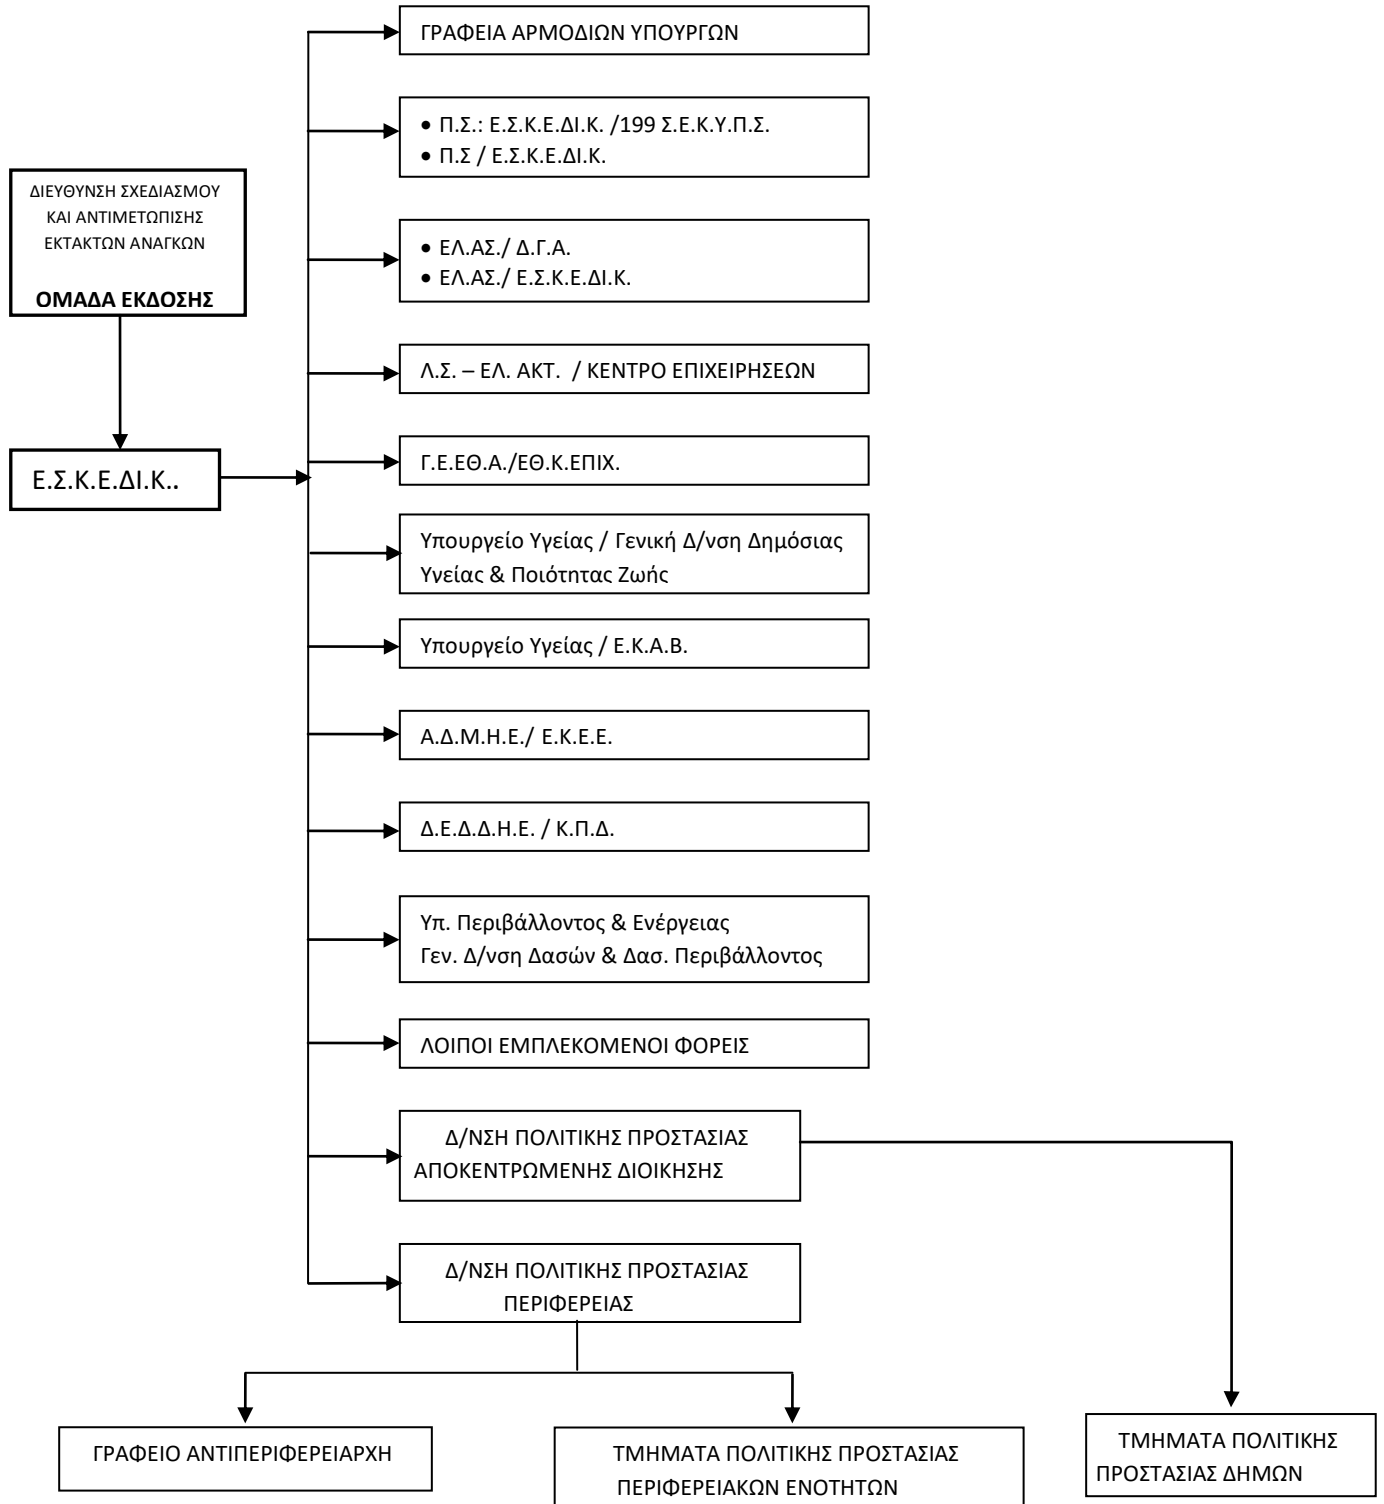 ΓΡΑΦΕΙΑ ΑΡΜΟΔΙΩΝ ΥΠΟΥΡΓΩΝ
• Π.Σ.: Ε.Σ.Κ.Ε.ΔΙ.Κ. /199 Σ.Ε.Κ.Υ.Π.Σ.
• Π.Σ / Ε.Σ.Κ.Ε.ΔΙ.Κ.
ΔΙΕΥΘΥΝΣΗ ΣΧΕΔΙΑΣΜΟΥ
ΚΑΙ ΑΝΤΙΜΕΤΩΠΙΣΗΣ
ΕΚΤΑΚΤΩΝ ΑΝΑΓΚΩΝ
ΟΜΑΔΑ ΕΚΔΟΣΗΣ
• ΕΛ.ΑΣ./ Δ.Γ.Α.
• ΕΛ.ΑΣ./ Ε.Σ.Κ.Ε.ΔΙ.Κ.
Λ.Σ. – ΕΛ. ΑΚΤ. / ΚΕΝΤΡΟ ΕΠΙΧΕΙΡΗΣΕΩΝ
Ε.Σ.Κ.Ε.ΔΙ.Κ..
Γ.Ε.ΕΘ.Α./ΕΘ.Κ.ΕΠΙΧ.
Υπουργείο Υγείας / Γενική Δ/νση Δημόσιας
Υγείας & Ποιότητας Ζωής
Υπουργείο Υγείας / Ε.Κ.Α.Β.
Α.Δ.Μ.Η.Ε./ Ε.Κ.Ε.Ε.
Δ.Ε.Δ.Δ.Η.Ε. / Κ.Π.Δ.
Υπ. Περιβάλλοντος & Ενέργειας
Γεν. Δ/νση Δασών & Δασ. Περιβάλλοντος
ΛΟΙΠΟΙ ΕΜΠΛΕΚΟΜΕΝΟΙ ΦΟΡΕΙΣ
Δ/ΝΣΗ ΠΟΛΙΤΙΚΗΣ ΠΡΟΣΤΑΣΙΑΣ
ΑΠΟΚΕΝΤΡΩΜΕΝΗΣ ΔΙΟΙΚΗΣΗΣ
Δ/ΝΣΗ ΠΟΛΙΤΙΚΗΣ ΠΡΟΣΤΑΣΙΑΣ
ΠΕΡΙΦΕΡΕΙΑΣ
ΓΡΑΦΕΙΟ ΑΝΤΙΠΕΡΙΦΕΡΕΙΑΡΧΗ
ΤΜΗΜΑΤΑ ΠΟΛΙΤΙΚΗΣ ΠΡΟΣΤΑΣΙΑΣ
ΠΕΡΙΦΕΡΕΙΑΚΩΝ ΕΝΟΤΗΤΩΝ
ΤΜΗΜΑΤΑ ΠΟΛΙΤΙΚΗΣ
ΠΡΟΣΤΑΣΙΑΣ ΔΗΜΩΝ